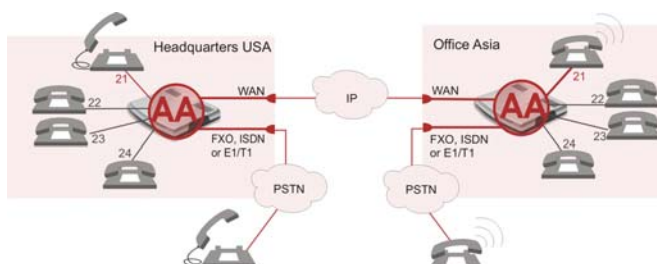 Headquarters USA
21
22
23
24
AA
WAN
FXO, ISDN
or E1/T1
PSTN
IP
Office Asia
21
22
23
24
AA
WAN
FXO, ISDN
or E1/T1
PSTN